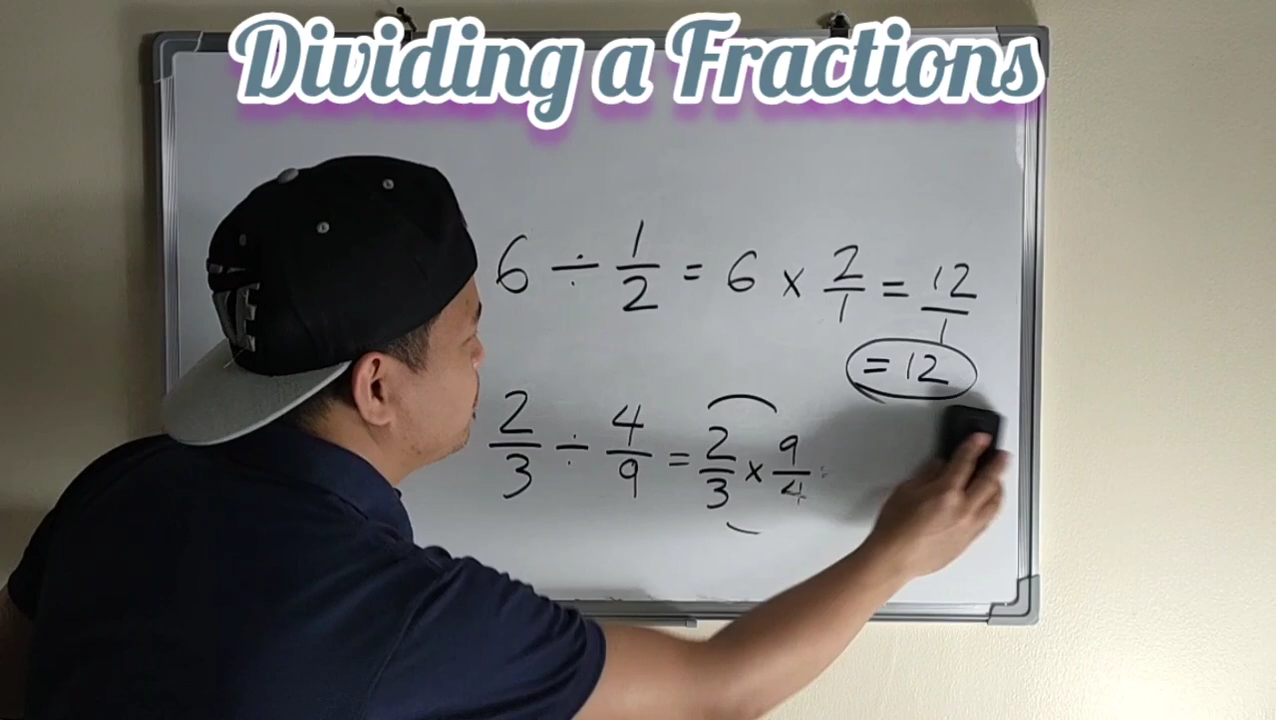 Dividing a Fractions
6 ÷ 1/2 = 6 × 2/1 = 12/1
= 12
2/3 ÷ 4/9 = 2/3 × 9/4